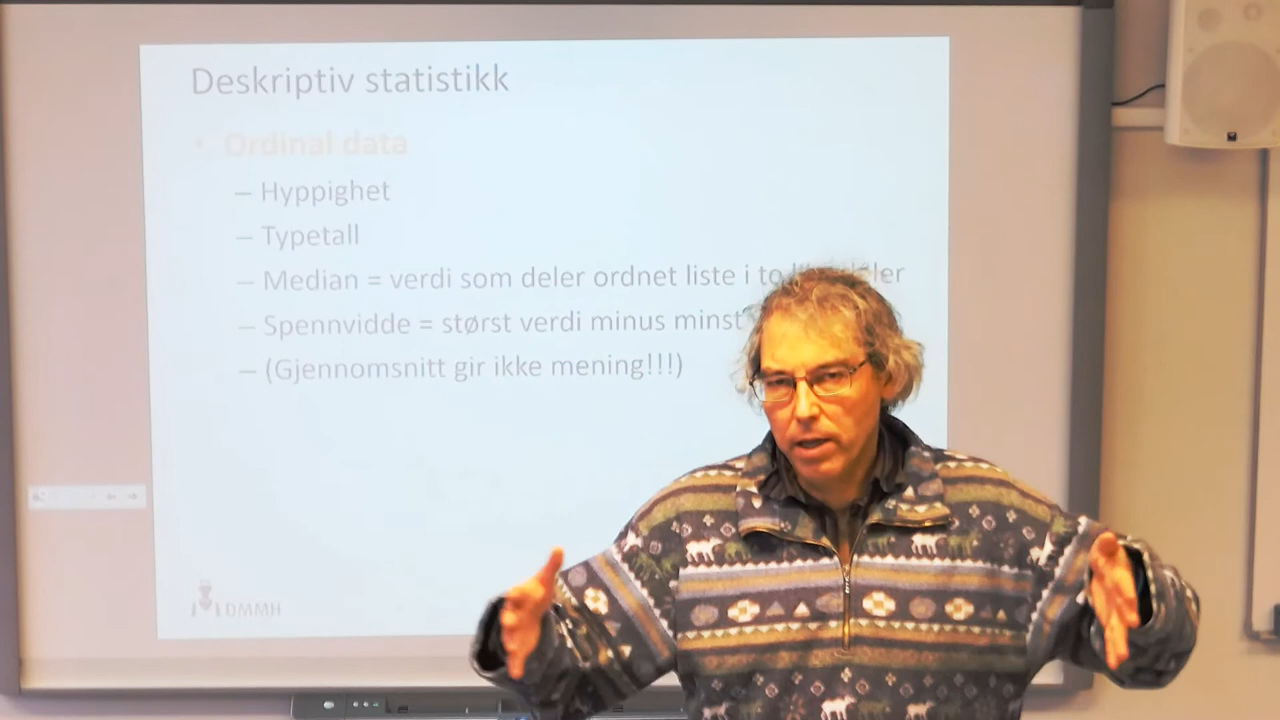 Deskriptiv statistikk
• Ordinal data
– Hyppighet
– Typetall
– Median = verdi som deler ordnet liste i to
– Spennvidde = størst verdi minus minst
– (Gjennomsnitt gir ikke mening!!!)
DMMH